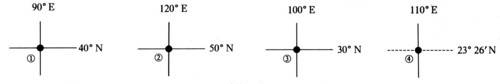 90° E
120° E
100° E
110° E
40° N
50° N
30° N
23° 26′N
①
②
③
④